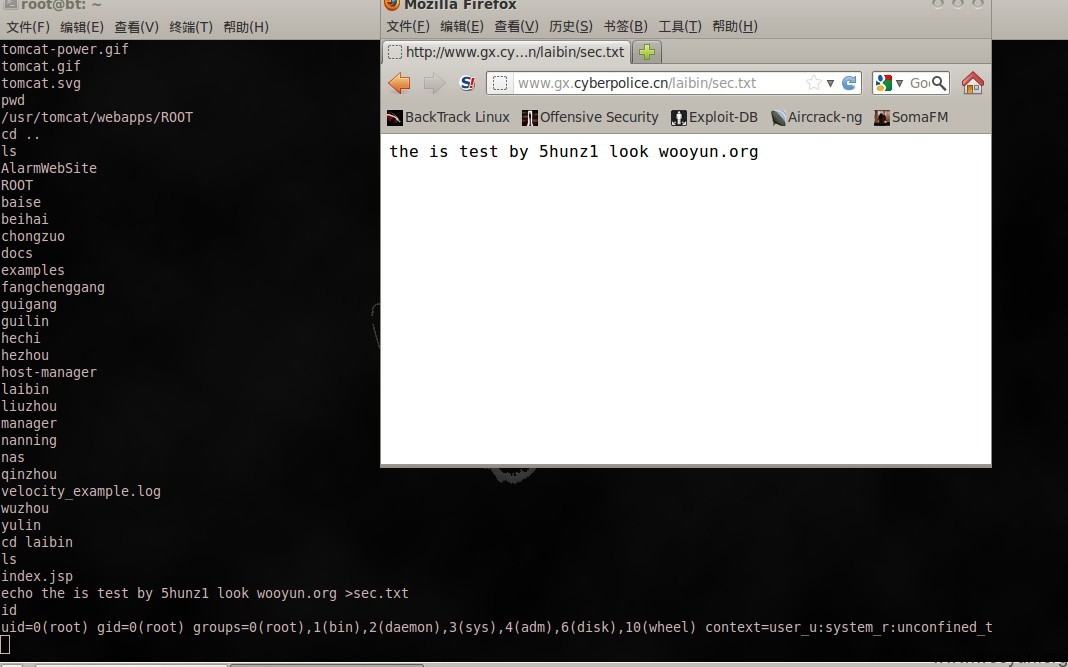 root@bt: ~
文件(F) 编辑(E) 查看(V) 终端(T) 帮助(H)
tomcat-power.gif
tomcat.gif
tomcat.svg
pwd
/usr/tomcat/webapps/ROOT
cd ..
ls
AlarmWebSite
ROOT
baise
beihai
chongzuo
docs
examples
fangchenggang
guigang
guilin
hechi
hezhou
host-manager
laibin
liuzhou
manager
nanning
nas
qinzhou
velocity_example.log
wuzhou
yulin
cd laibin
ls
index.jsp
echo the is test by 5hunz1 look wooyun.org >sec.txt
id
uid=0(root) gid=0(root) groups=0(root),1(bin),2(daemon),3(sys),4(adm),6(disk),10(wheel) context=user_u:system_r:unconfined_t
Mozilla Firefox
文件(F) 编辑(E) 查看(V) 历史(S) 书签(B) 工具(T) 帮助(H)
http://www.gx.cy...n/laibin/sec.txt
S!
www.gx.cyberpolice.cn/laibin/sec.txt
BackTrack Linux Offensive Security Exploit-DB Aircrack-ng SomaFM
the is test by 5hunz1 look wooyun.org